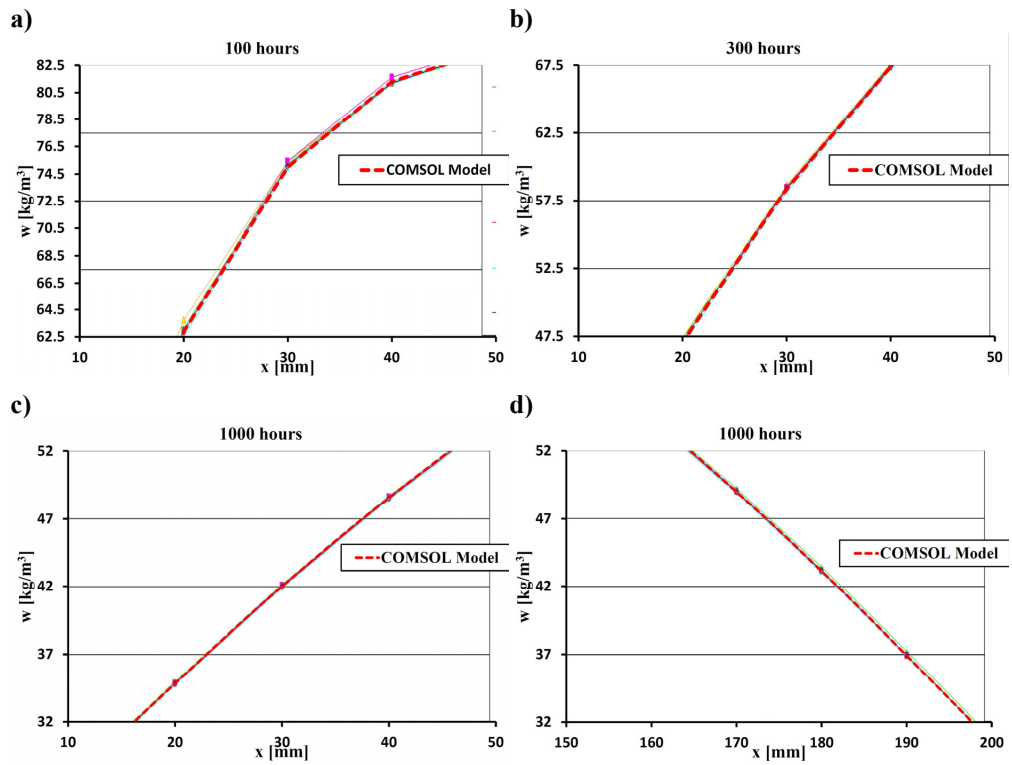 a)
100 hours
82.5
80.5
78.5
76.5
74.5
72.5
70.5
68.5
66.5
64.5
62.5
w [kg/m³]
COMSOL Model
10 20 30 40 50
x [mm]
b)
300 hours
67.5
62.5
57.5
52.5
47.5
w [kg/m³]
COMSOL Model
10 20 30 40 50
x [mm]
c)
1000 hours
52
47
42
37
32
w [kg/m³]
COMSOL Model
10 20 30 40 50
x [mm]
d)
1000 hours
52
47
42
37
32
w [kg/m³]
COMSOL Model
150 160 170 180 190 200
x [mm]